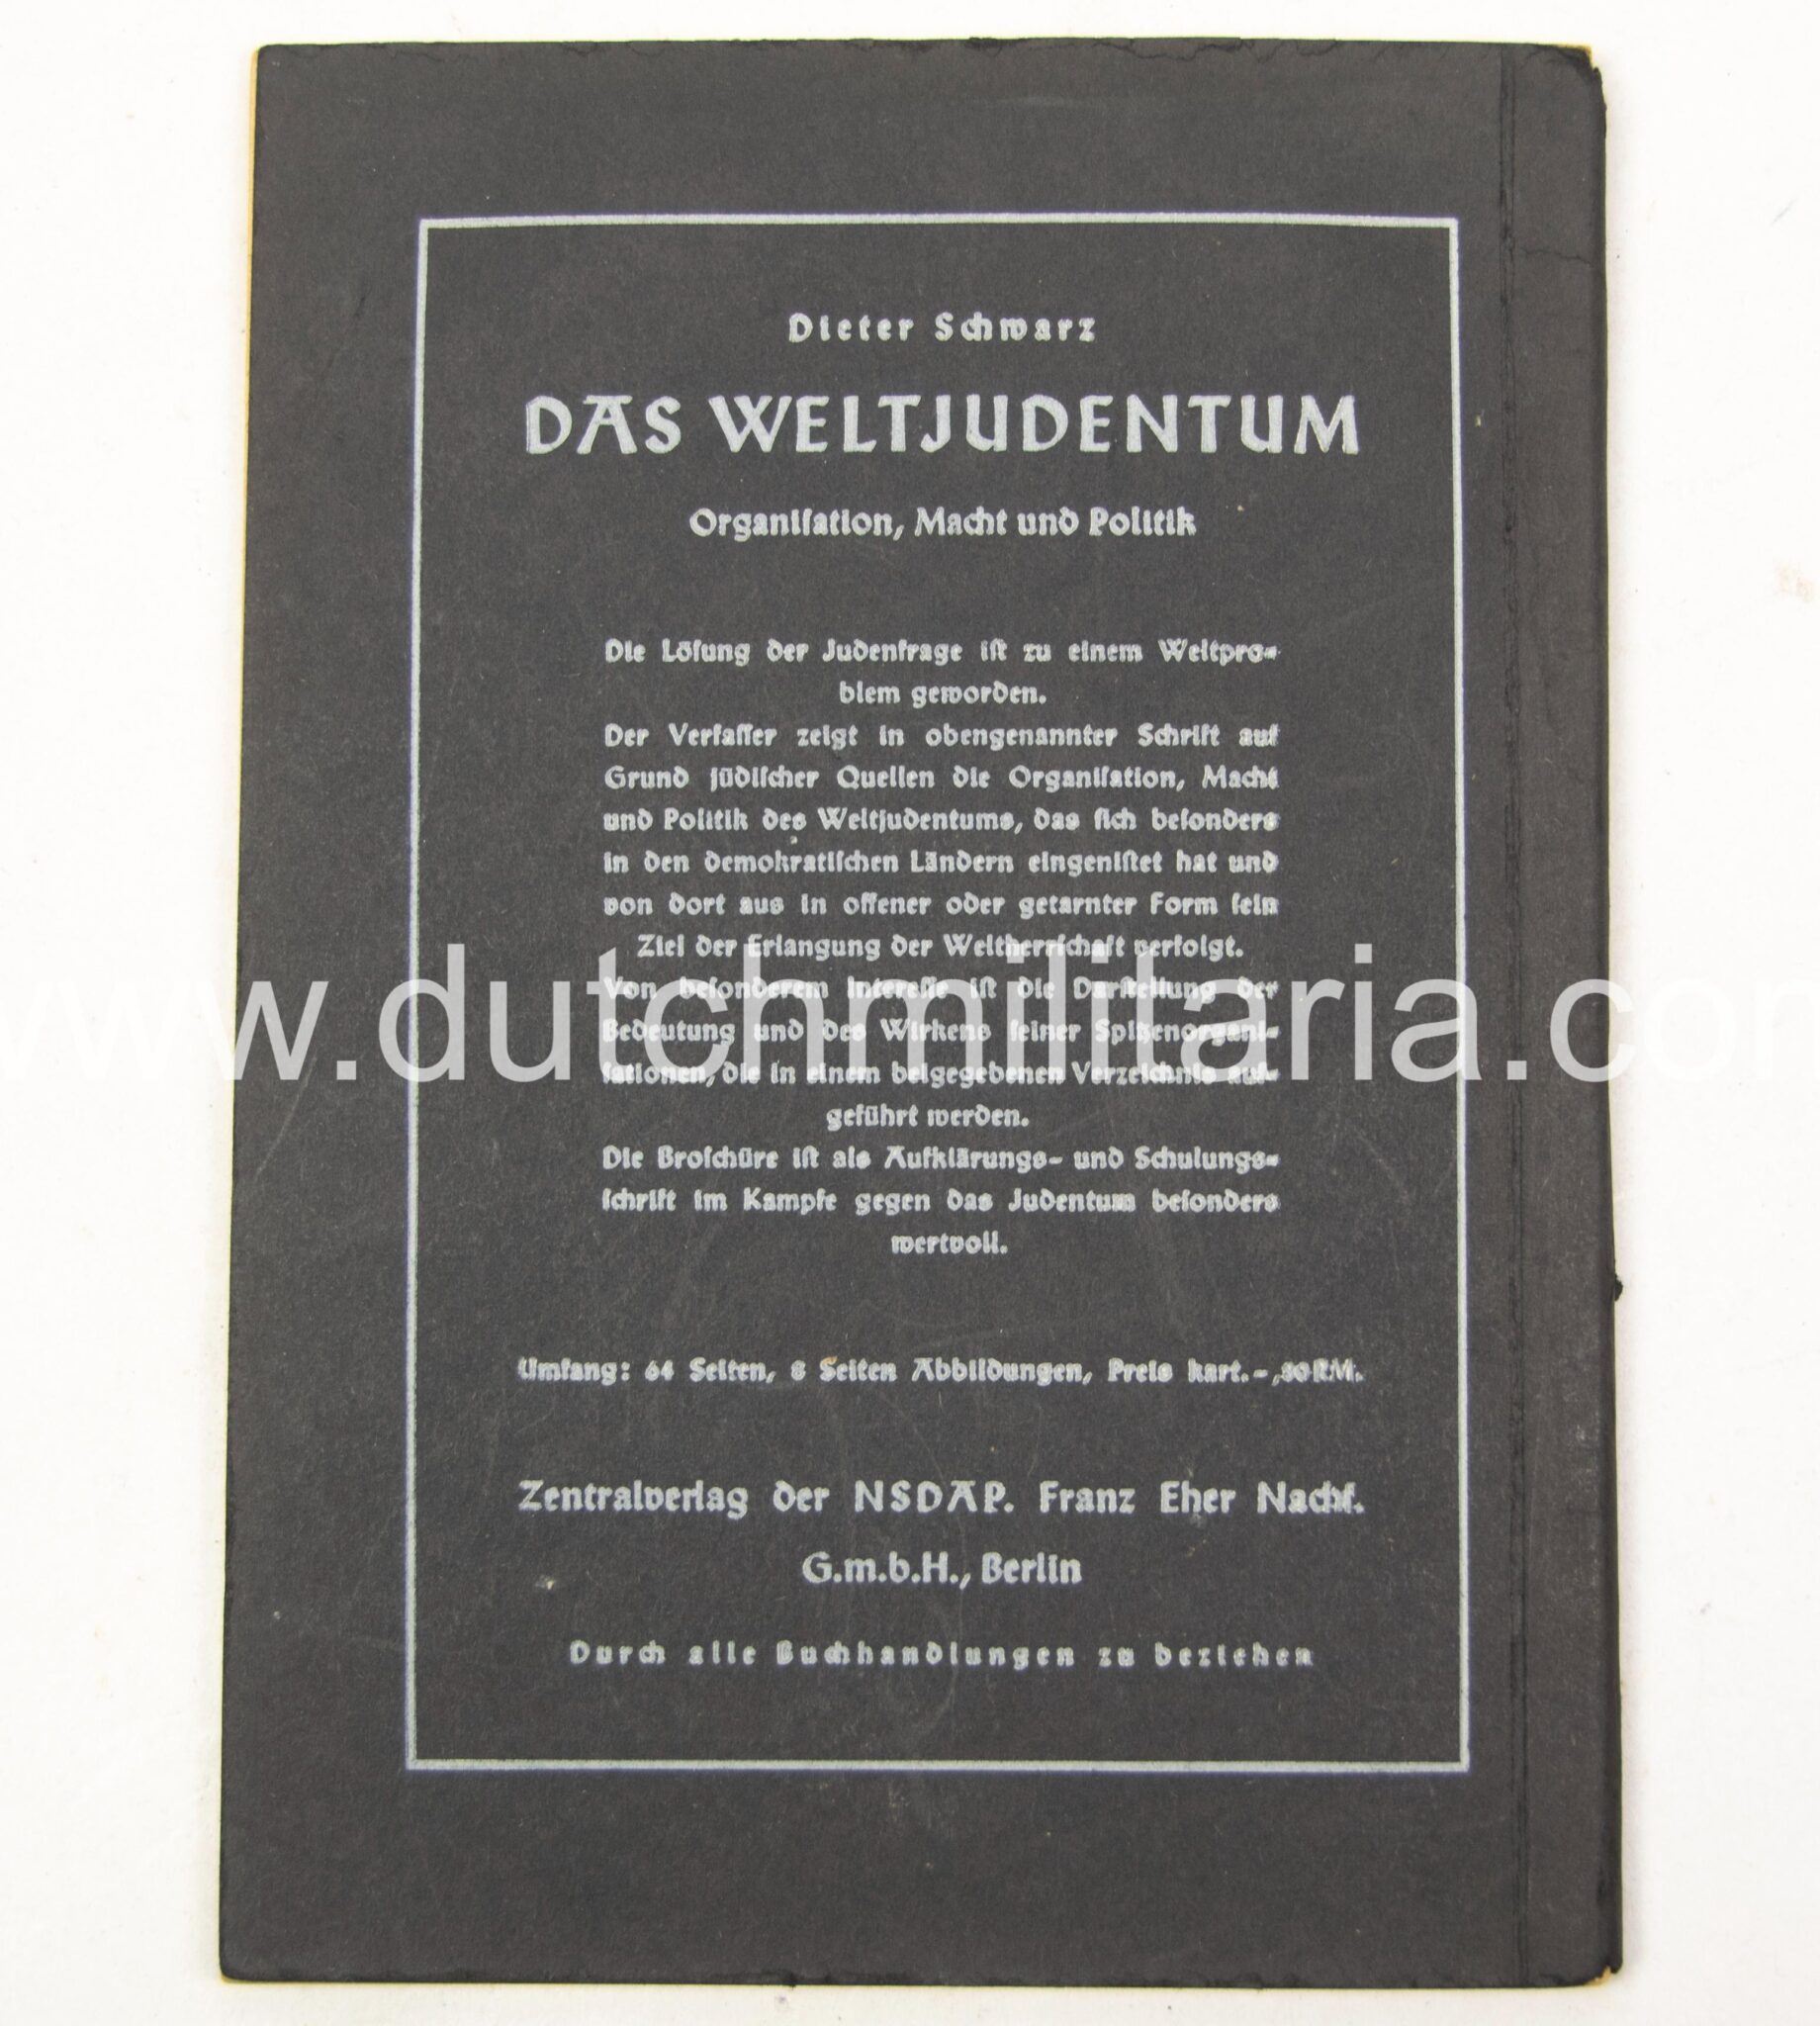 Dieter Schwarz
DAS WELTJUDENTUM
Organiſation, Macht und Politik
Die Löſung der Judenfrage iſt zu einem Weltpro-
blem geworden.
Der Verfaſſer zeigt in obengenannter Schrift auf
Grund jüdiſcher Quellen die Organiſation, Macht
und Politik des Weltjudentums, das ſich beſonders
in den demokratiſchen Ländern eingeniſtet hat und
von dort aus in offener oder getarnter Form ſein
Ziel der Erlangung der Weltherrſchaft verfolgt.
Von beſonderem Intereſſe iſt die Darſtellung der
Bedeutung und des Wirkens ſeiner Spitzenorgani-
ſationen, die in einem beigegebenen Verzeichnis auf-
geführt werden.
www.dutchmilitaria.com
Die Broſchüre iſt als Aufklärungs- und Schulungs-
ſchrift im Kampfe gegen das Judentum beſonders
wertvoll.
Umfang: 64 Seiten, 8 Seiten Abbildungen, Preis kart. -,80 RM.
Zentralverlag der NSDAP. Franz Eher Nachf.
G.m.b.H., Berlin
Durch alle Buchhandlungen zu beziehen